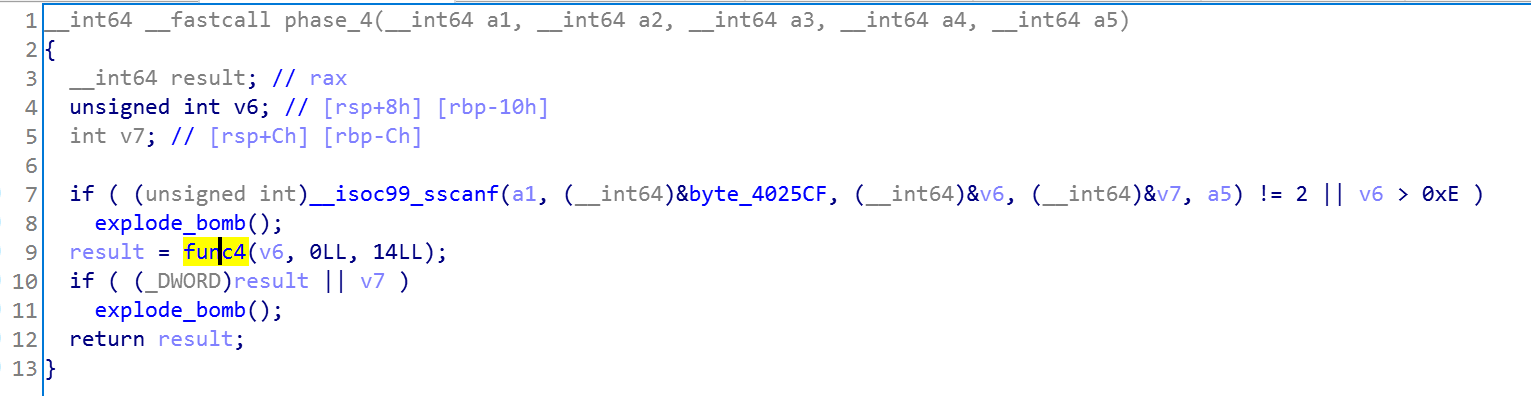 1 __int64 __fastcall phase_4(__int64 a1, __int64 a2, __int64 a3, __int64 a4, __int64 a5)
2 {
3   __int64 result; // rax
4   unsigned int v6; // [rsp+8h] [rbp-10h]
5   int v7; // [rsp+Ch] [rbp-Ch]
6
7   if ( (unsigned int)__isoc99_sscanf(a1, (__int64)&byte_4025CF, (__int64)&v6, (__int64)&v7, a5) != 2 || v6 > 0xE )
8     explode_bomb();
9   result = func4(v6, 0LL, 14LL);
10   if ( (_DWORD)result || v7 )
11     explode_bomb();
12   return result;
13 }